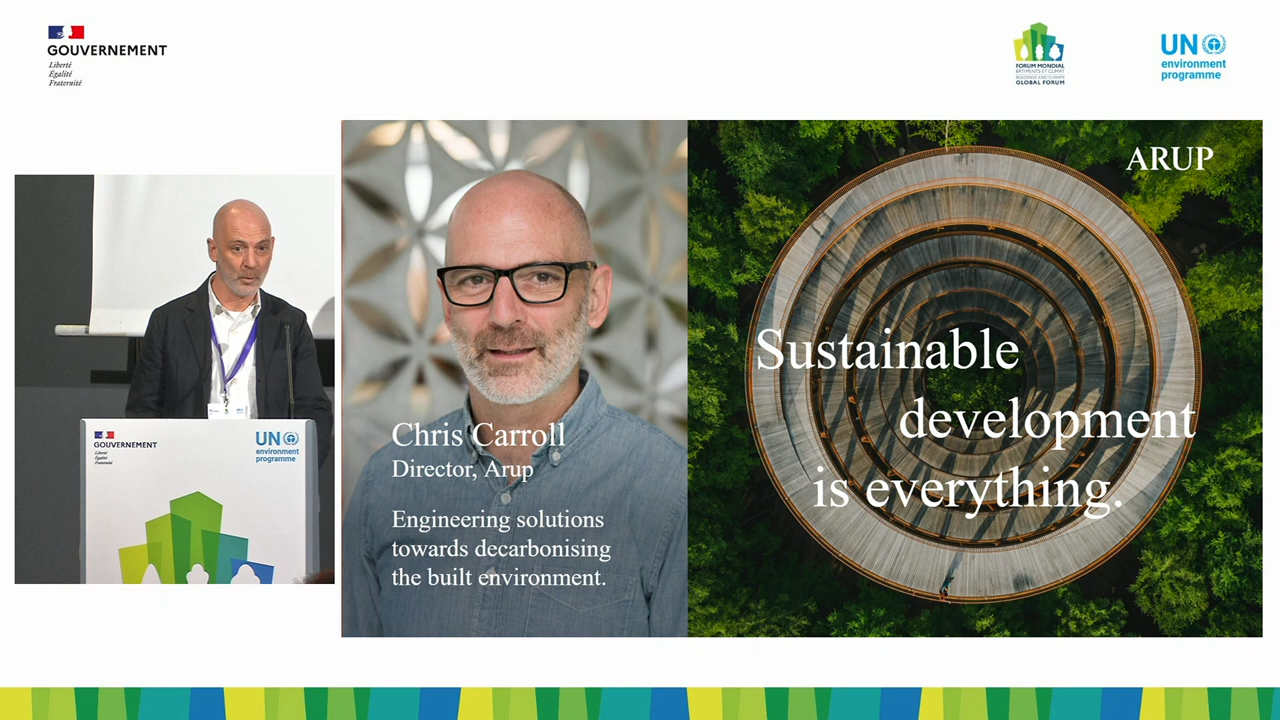 GOUVERNEMENT
Liberté
Égalité
Fraternité
FORUM MONDIAL
BÂTIMENTS ET CLIMAT
BUILDINGS AND CLIMATE
GLOBAL FORUM
UN
environment
programme
GOUVERNEMENT
Liberté
Égalité
Fraternité
UN
environment
programme
Chris Carroll
Director, Arup
Engineering solutions
towards decarbonising
the built environment.
ARUP
Sustainable
development
is everything.